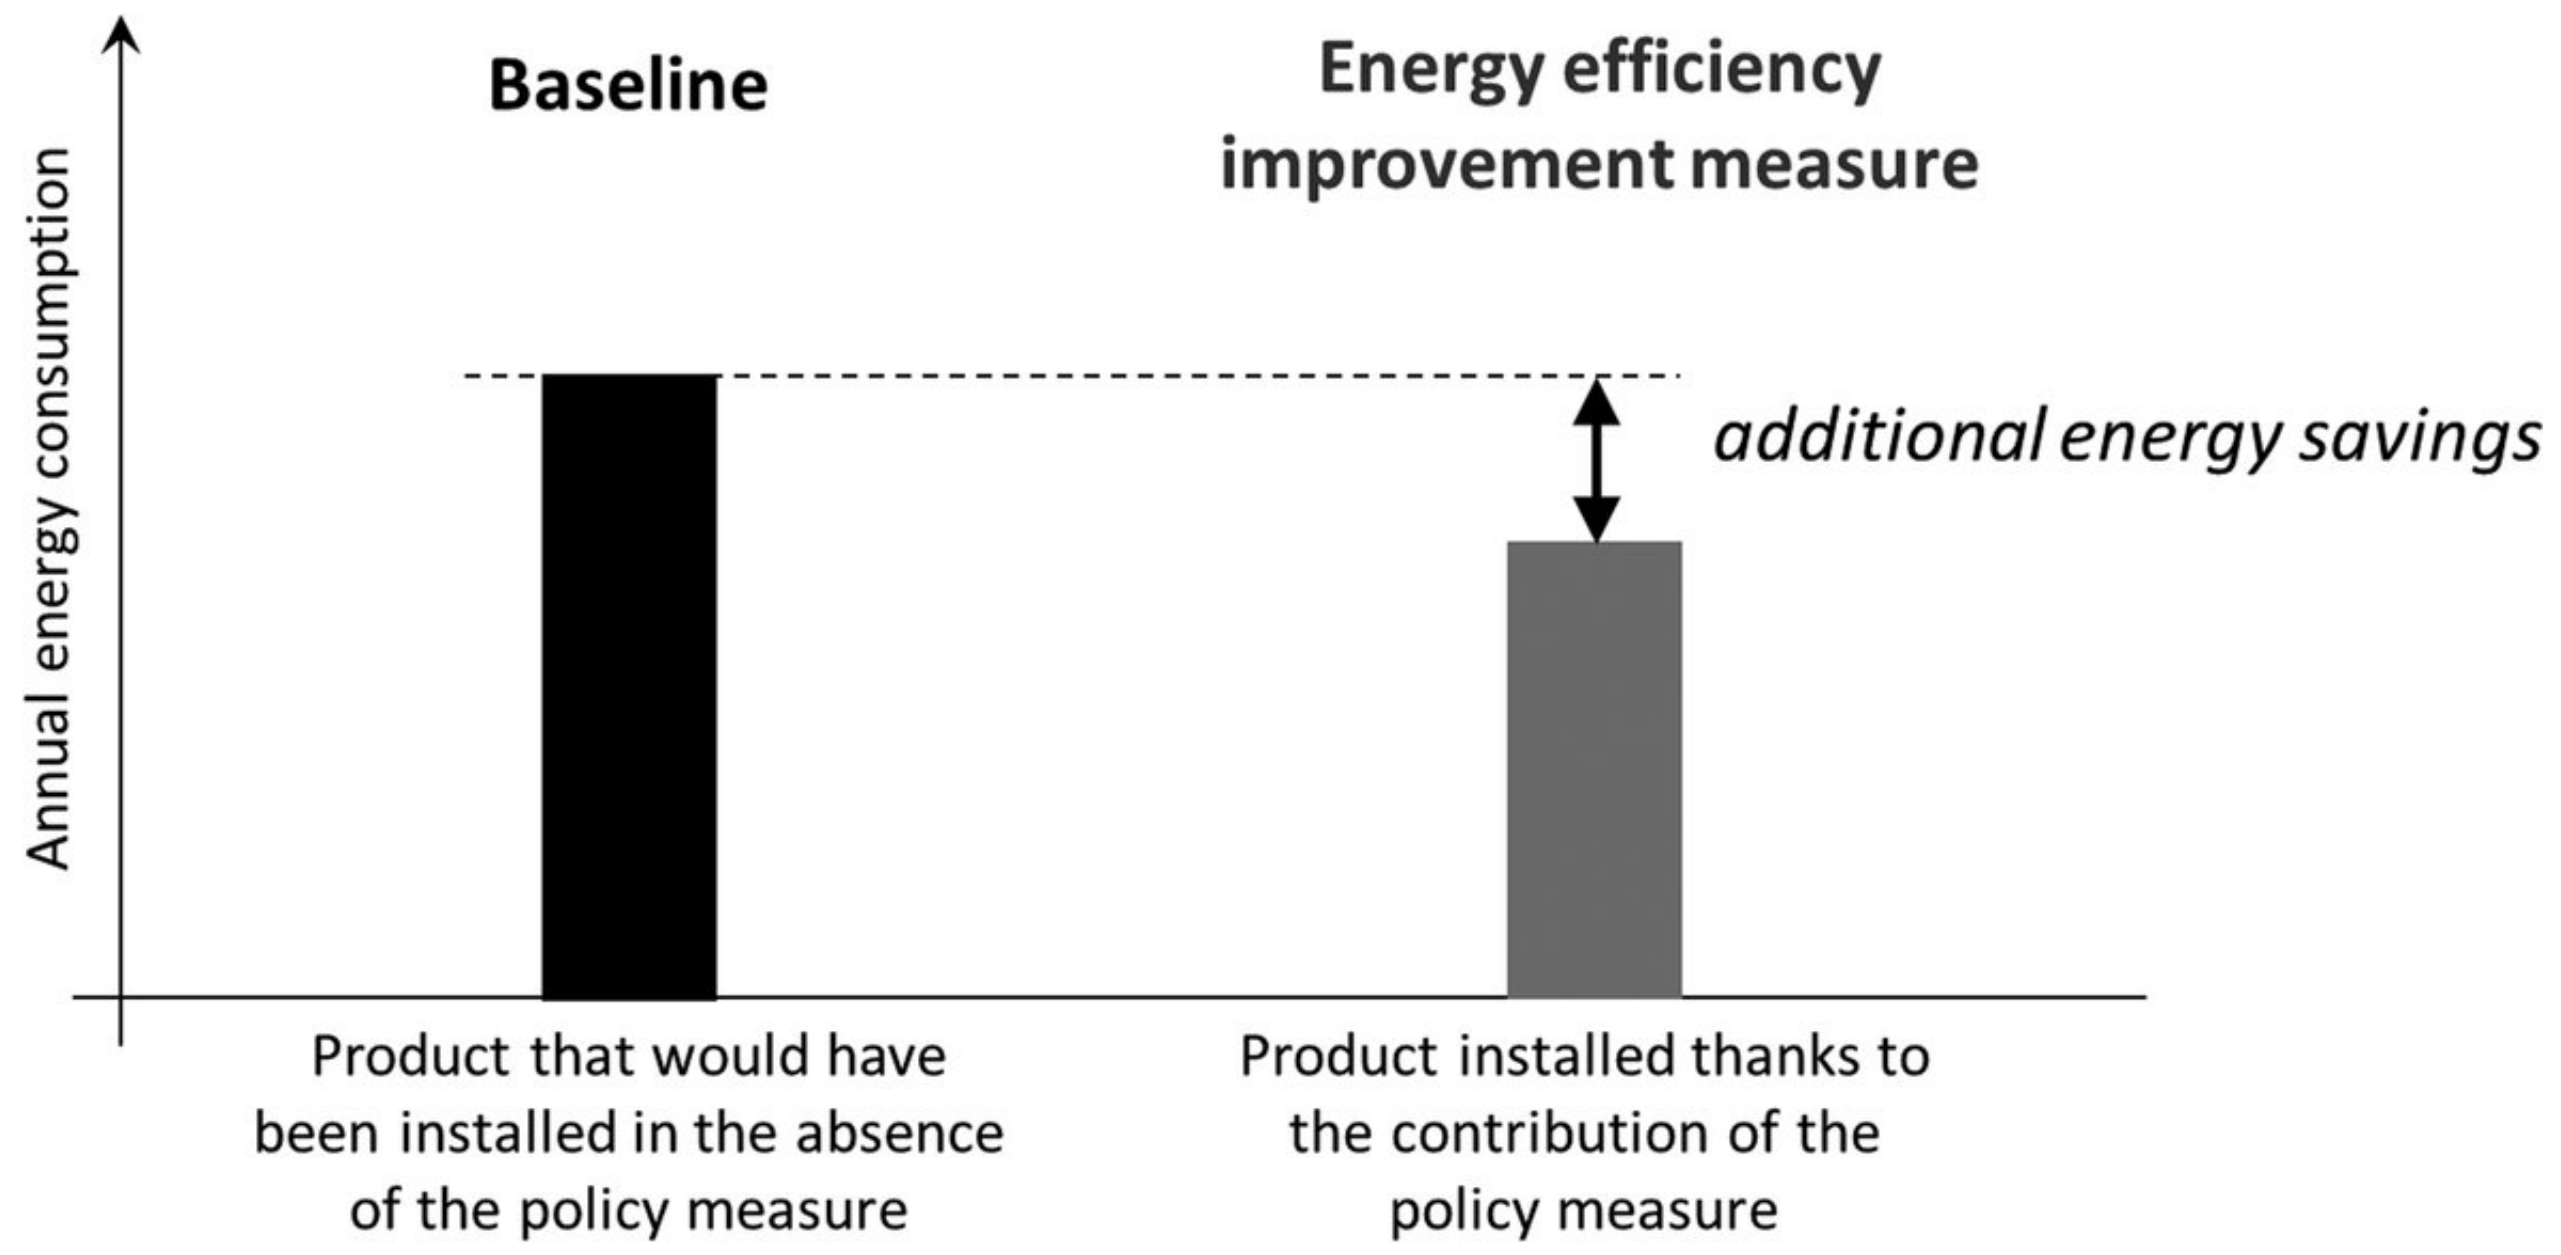 Annual energy consumption
Baseline
Energy efficiency
improvement measure
additional energy savings
Product that would have
been installed in the absence
of the policy measure
Product installed thanks to
the contribution of the
policy measure